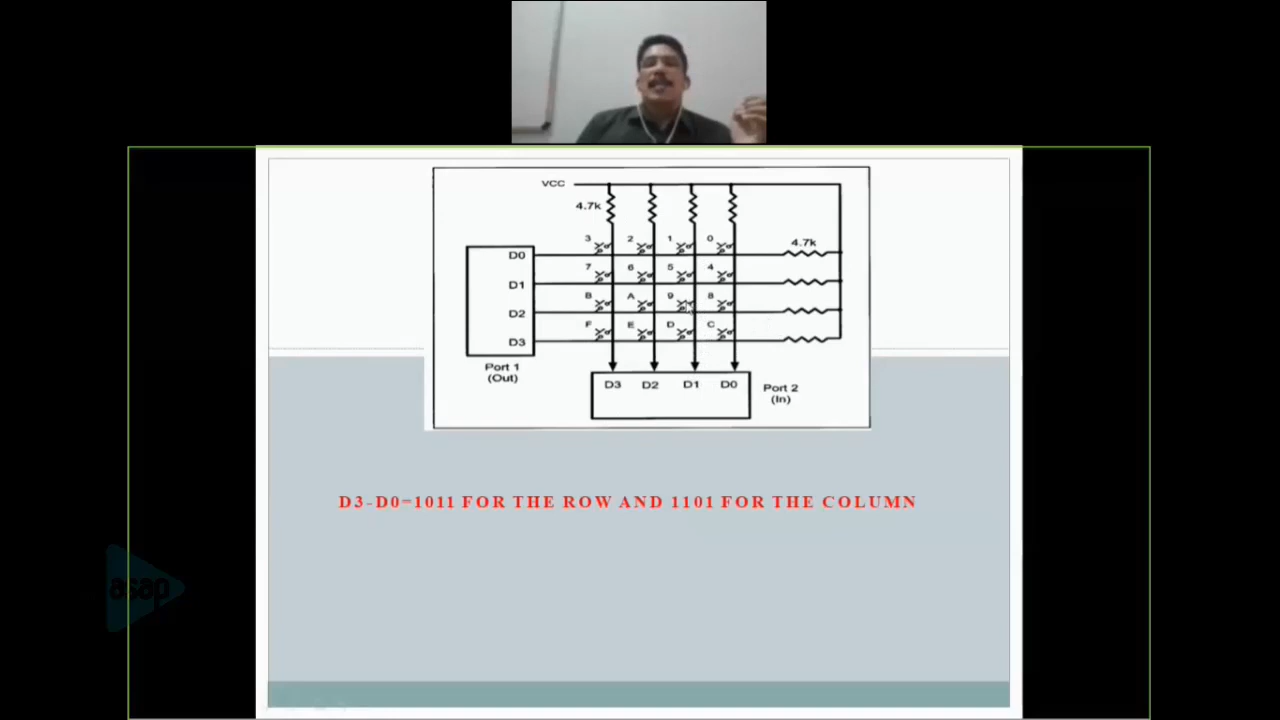 VCC
4.7k
3 2 1 0 4.7k
D0
7 6 5 4
D1
B A 9 8
D2
F E D C
D3
Port 1
(Out)
D3 D2 D1 D0
Port 2
(In)
D3-D0=1011 FOR THE ROW AND 1101 FOR THE COLUMN
asap